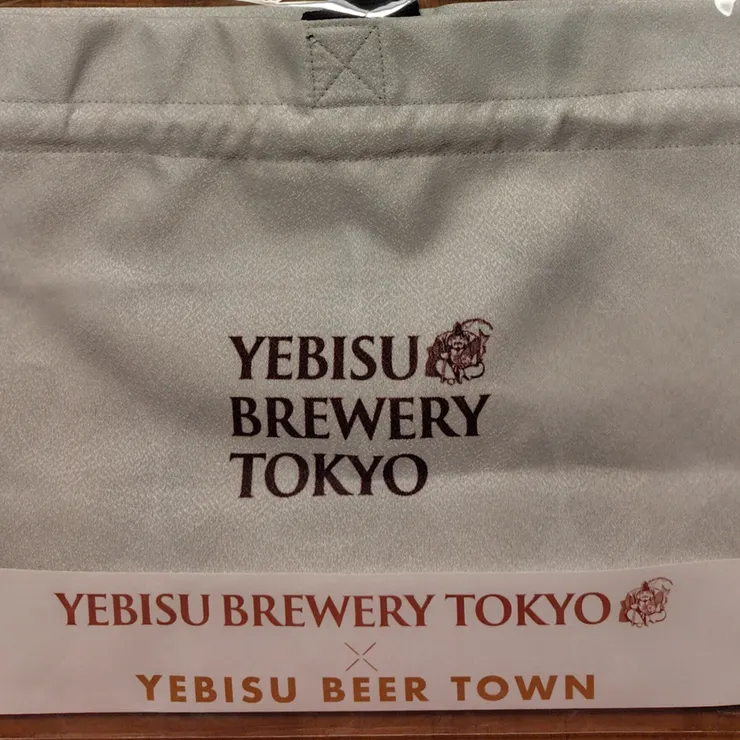 YEBISU
BREWERY
TOKYO
YEBISU BREWERY TOKYO
×
YEBISU BEER TOWN